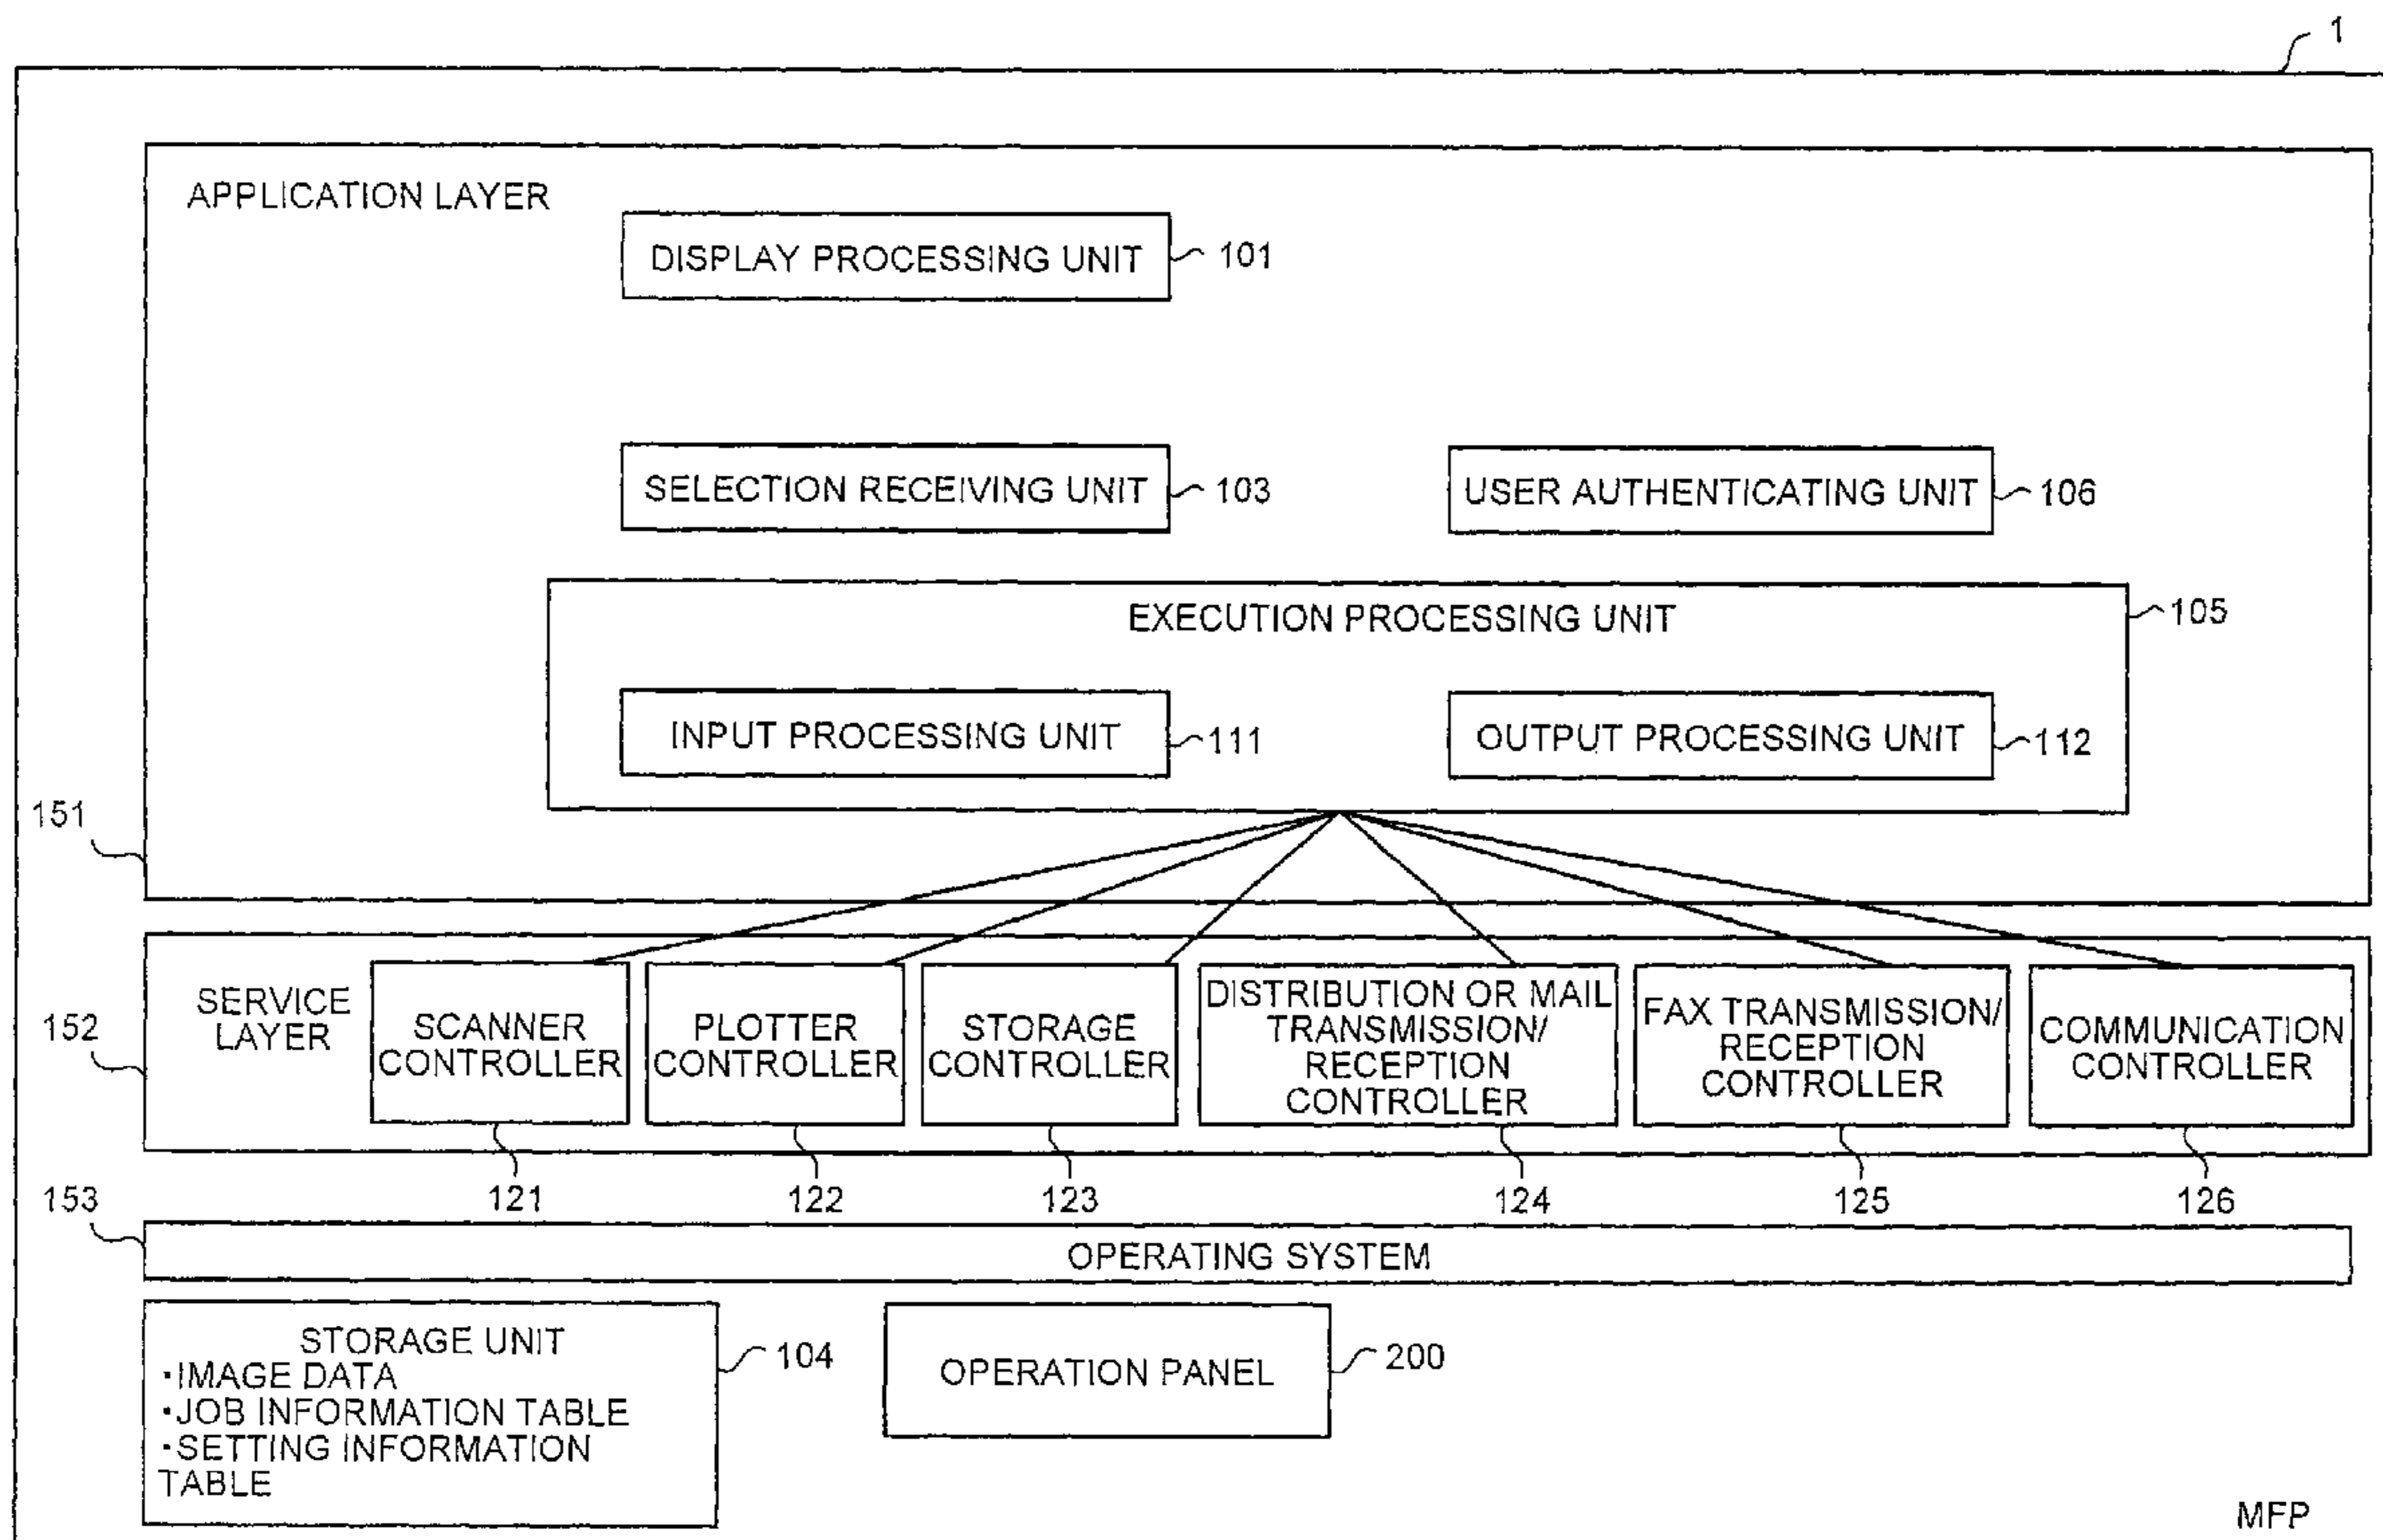 1
APPLICATION LAYER
DISPLAY PROCESSING UNIT
101
SELECTION RECEIVING UNIT
103
USER AUTHENTICATING UNIT
106
EXECUTION PROCESSING UNIT
105
INPUT PROCESSING UNIT
111
OUTPUT PROCESSING UNIT
112
151
152
SERVICE
LAYER
SCANNER
CONTROLLER
PLOTTER
CONTROLLER
STORAGE
CONTROLLER
DISTRIBUTION OR MAIL
TRANSMISSION/
RECEPTION
CONTROLLER
FAX TRANSMISSION/
RECEPTION
CONTROLLER
COMMUNICATION
CONTROLLER
121
122
123
124
125
126
153
OPERATING SYSTEM
STORAGE UNIT
・IMAGE DATA
・JOB INFORMATION TABLE
・SETTING INFORMATION
TABLE
104
OPERATION PANEL
200
MFP